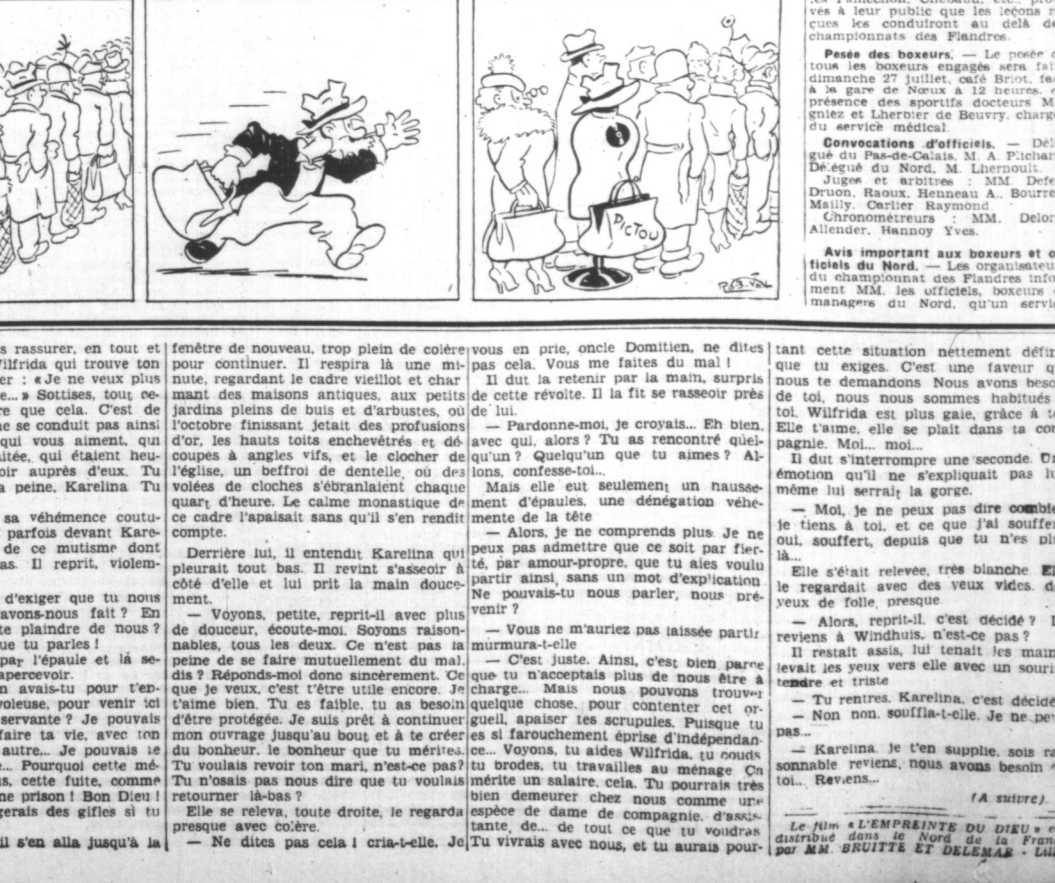 PICTOU
ROB-VEL
vés à leur public que les leçons
çues les conduiront au delà
championnats des Flandres.
Pesée des boxeurs. — Le pesée
tous les boxeurs engagés sera
dimanche 27 juillet, café Briot,
à la gare de Nœux à 12 heures,
présence des sportifs docteurs
gniez et Lherbier de Beuvry,
du service médical.
Convocations d'officiels. —
gué du Pas-de-Calais, M. A. Plichar
Délégué du Nord, M. Lhernoult.
Juges et arbitres : MM.
Druon, Raoux, Henneau A.,
Mailly, Carlier Raymond.
Chronométreurs : MM.
Allender, Hannoy Yves.
Avis important aux boxeurs et
ficiels du Nord. — Les
du championnat des Flandres
ment MM. les officiels, boxeurs
managers du Nord, qu'un
s rassurer, en tout et
ilfrida qui trouve ton
er : « Je ne veux plus
e... » Sottises, tout ce-
re que cela. C'est de
ne se conduit pas ainsi
qui vous aiment, qui
itée, qui étaient heu-
oir auprès d'eux. Tu
a peine, Karelina Tu
sa véhémence coutu-
parfois devant Kare-
de ce mutisme dont
as. Il reprit, violem-
d'exiger que tu nous
avons-nous fait ? En
te plaindre de nous ?
ue tu parles !
par l'épaule et la se-
apercevoir.
n avais-tu pour t'en-
voleuse, pour venir ici
servante ? Je pouvais
faire ta vie, avec ton
autre... Je pouvais te
e... Pourquoi cette mé-
us, cette fuite, comme
ne prison ! Bon Dieu !
gerais des gifles si tu
il s'en alla jusqu'à la
fenêtre de nouveau, trop plein de colère
pour continuer. Il respira là une mi-
nute, regardant le cadre vieillot et char
mant des maisons antiques, aux petits
jardins pleins de buis et d'arbustes, où
l'octobre finissant jetait des profusions
d'or, les hauts toits enchevêtrés et dé-
coupés à angles vifs, et le clocher de
l'église, un beffroi de dentelle, où des
volées de cloches s'ébranlaient chaque
quart d'heure. Le calme monastique de
ce cadre l'apaisait sans qu'il s'en rendit
compte.
Derrière lui, il entendit Karelina qui
pleurait tout bas. Il revint s'asseoir à
côté d'elle et lui prit la main douce-
ment.
— Voyons, petite, reprit-il avec plus
de douceur, écoute-moi. Soyons raison-
nables, tous les deux. Ce n'est pas la
peine de se faire mutuellement du mal,
dis ? Réponds-moi donc sincèrement. Ce
que je veux, c'est t'être utile encore. Je
t'aime bien. Tu es faible, tu as besoin
d'être protégée. Je suis prêt à continuer
mon ouvrage jusqu'au bout et à te créer
du bonheur, le bonheur que tu mérites.
Tu voulais revoir ton mari, n'est-ce pas?
Tu n'osais pas nous dire que tu voulais
retourner là-bas ?
Elle se releva, toute droite, le regarda
presque avec colère.
— Ne dites pas cela ! cria-t-elle. Je
vous en prie, oncle Domitien, ne dites
pas cela. Vous me faites du mal !
Il dut la retenir par la main, surpris
de cette révolte. Il la fit se rasseoir près
de lui.
— Pardonne-moi, je croyais... Eh bien,
avec qui, alors ? Tu as rencontré quel-
qu'un ? Quelqu'un que tu aimes ? Al-
lons, confesse-toi...
Mais elle eut seulement un hausse-
ment d'épaules, une dénégation véhe-
mente de la tête
— Alors, je ne comprends plus. Je ne
peux pas admettre que ce soit par fier-
té, par amour-propre, que tu aies voulu
partir ainsi, sans un mot d'explication
Ne pouvais-tu nous parler, nous pré-
venir ?
— Vous ne m'auriez pas laissée partir
murmura-t-elle
— C'est juste. Ainsi, c'est bien parce
que tu n'acceptais plus de nous être à
charge... Mais nous pouvons trouver
quelque chose, pour contenter cet or-
gueil, apaiser tes scrupules. Puisque tu
es si farouchement éprise d'indépendan-
ce... Voyons, tu aides Wilfrida, tu couds
tu brodes, tu travailles au ménage Ça
mérite un salaire, cela. Tu pourrais très
bien demeurer chez nous comme une
espèce de dame de compagnie, d'assis-
tante, de... de tout ce que tu voudras
Tu vivrais avec nous, et tu aurais pour-
tant cette situation nettement défin
que tu exiges. C'est une faveur q
nous te demandons Nous avons beso
de toi, nous nous sommes habitués
toi. Wilfrida est plus gaie, grâce à
Elle t'aime, elle se plaît dans ta com
pagnie. Moi... moi...
Il dut s'interrompre une seconde. Un
émotion qu'il ne s'expliquait pas lu
même lui serrait la gorge.
— Moi, je ne peux pas dire combie
je tiens à toi, et ce que j'ai souffer
oui, souffert, depuis que tu n'es plu
là...
Elle s'était relevée, très blanche. El
le regardait avec des yeux vides, d
yeux de folle, presque.
— Alors, reprit-il, c'est décidé ?
reviens à Windhuis, n'est-ce pas ?
Il restait assis, lui tenait les main
levait les yeux vers elle avec un souri
tendre et triste
— Tu rentres, Karelina, c'est décidé
— Non non, souffla-t-elle. Je ne pe
pas...
— Karelina, je t'en supplie, sois ra
sonnable reviens, nous avons besoin
toi... Reviens...
(A suivre).
Le film « L'EMPREINTE DU DIEU » e
distribué dans le Nord de la Fran
par MM. BRUITTE ET DELEMAR - Lill